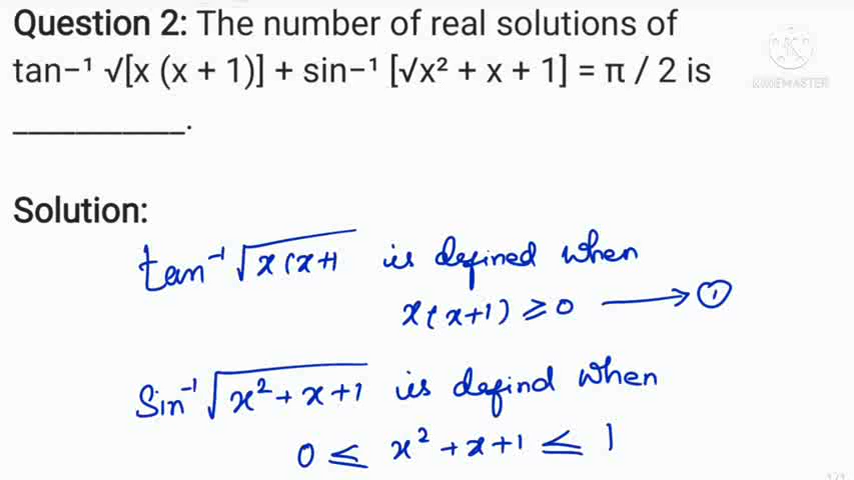 Question 2: The number of real solutions of
tan−¹ √[x (x + 1)] + sin−¹ [√x² + x + 1] = π / 2 is
___________.
KINEMASTER
Solution:
tan⁻¹ √x(x+1 is defined when
x(x+1) ≥ 0 ⟶ ①
Sin⁻¹ √x²+x+1 is defind when
0 ≤ x²+x+1 ≤ 1